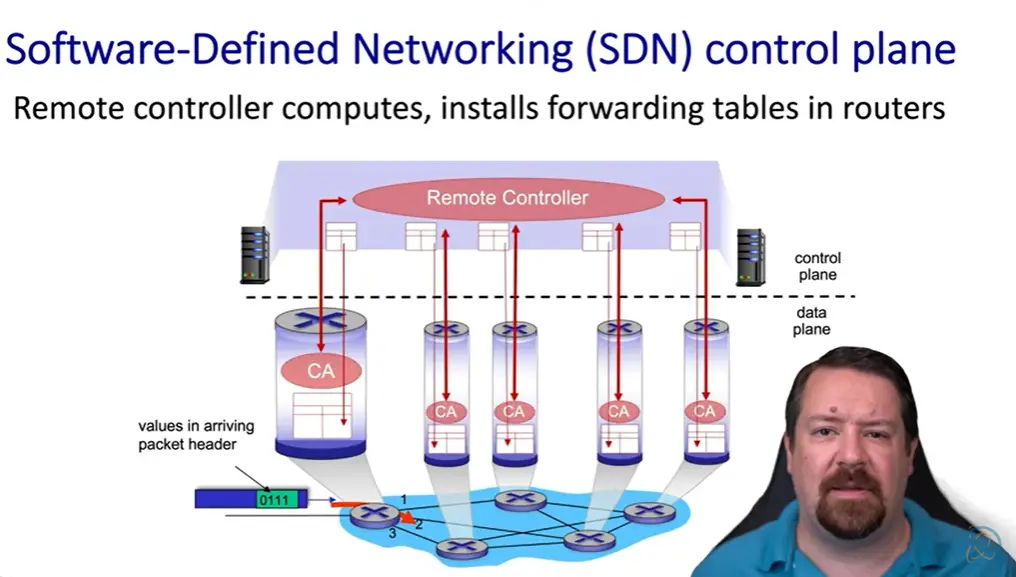 Software-Defined Networking (SDN) control plane
Remote controller computes, installs forwarding tables in routers
Remote Controller
control
plane
data
plane
CA
CA
CA
CA
CA
values in arriving
packet header
0111
1
2
3